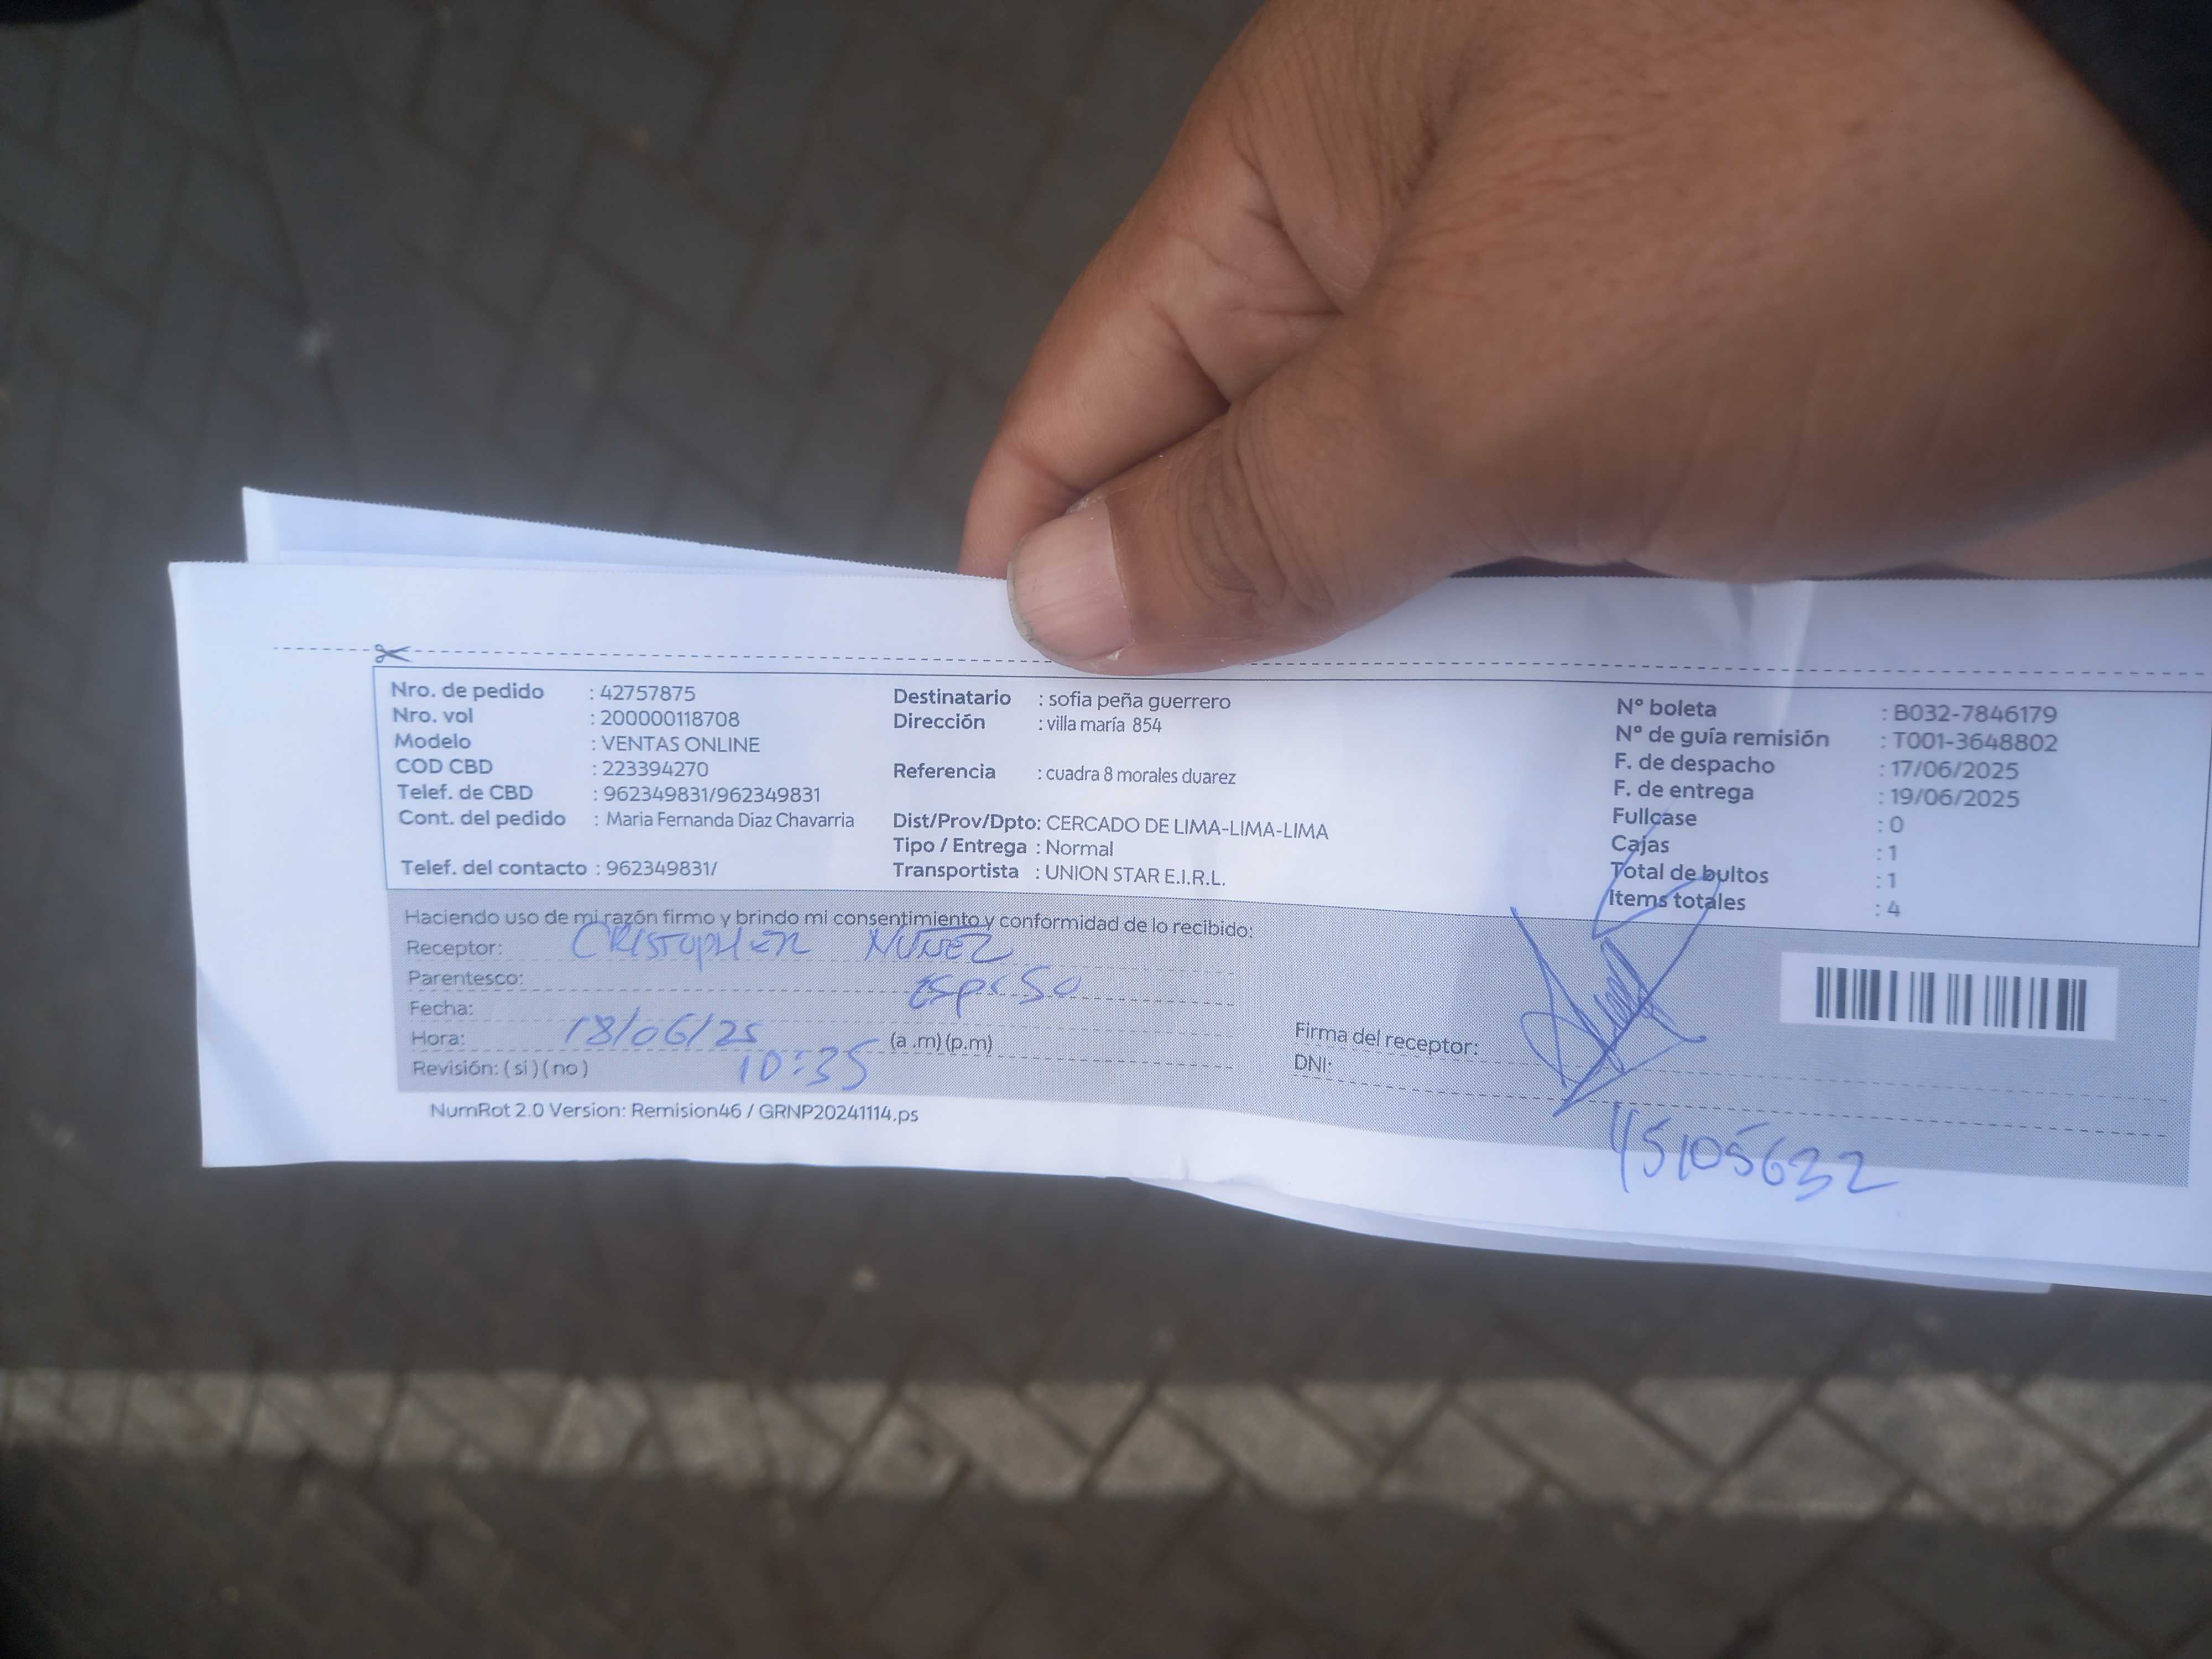 Nro. de pedido : 42757875
Nro. vol : 200000118708
Modelo : VENTAS ONLINE
COD CBD : 223394270
Telef. de CBD : 962349831/962349831
Cont. del pedido : Maria Fernanda Diaz Chavarria
Telef. del contacto : 962349831/
Destinatario : sofia peña guerrero
Dirección : villa maría 854
Referencia : cuadra 8 morales duarez
Dist/Prov/Dpto: CERCADO DE LIMA-LIMA-LIMA
Tipo / Entrega : Normal
Transportista : UNION STAR E.I.R.L.
N° boleta : B032-7846179
N° de guía remisión : T001-3648802
F. de despacho : 17/06/2025
F. de entrega : 19/06/2025
Fullcase : 0
Cajas : 1
Total de bultos : 1
Items totales : 4
Haciendo uso de mi razón firmo y brindo mi consentimiento y conformidad de lo recibido:
Receptor: CRISTOPHER NUÑEZ
Parentesco: esposo
Fecha: 18/06/25
Hora: 10:35 (a .m) (p.m)
Revisión: ( si ) ( no )
Firma del receptor:
DNI: 45105632
NumRot 2.0 Version: Remision46 / GRNP20241114.ps